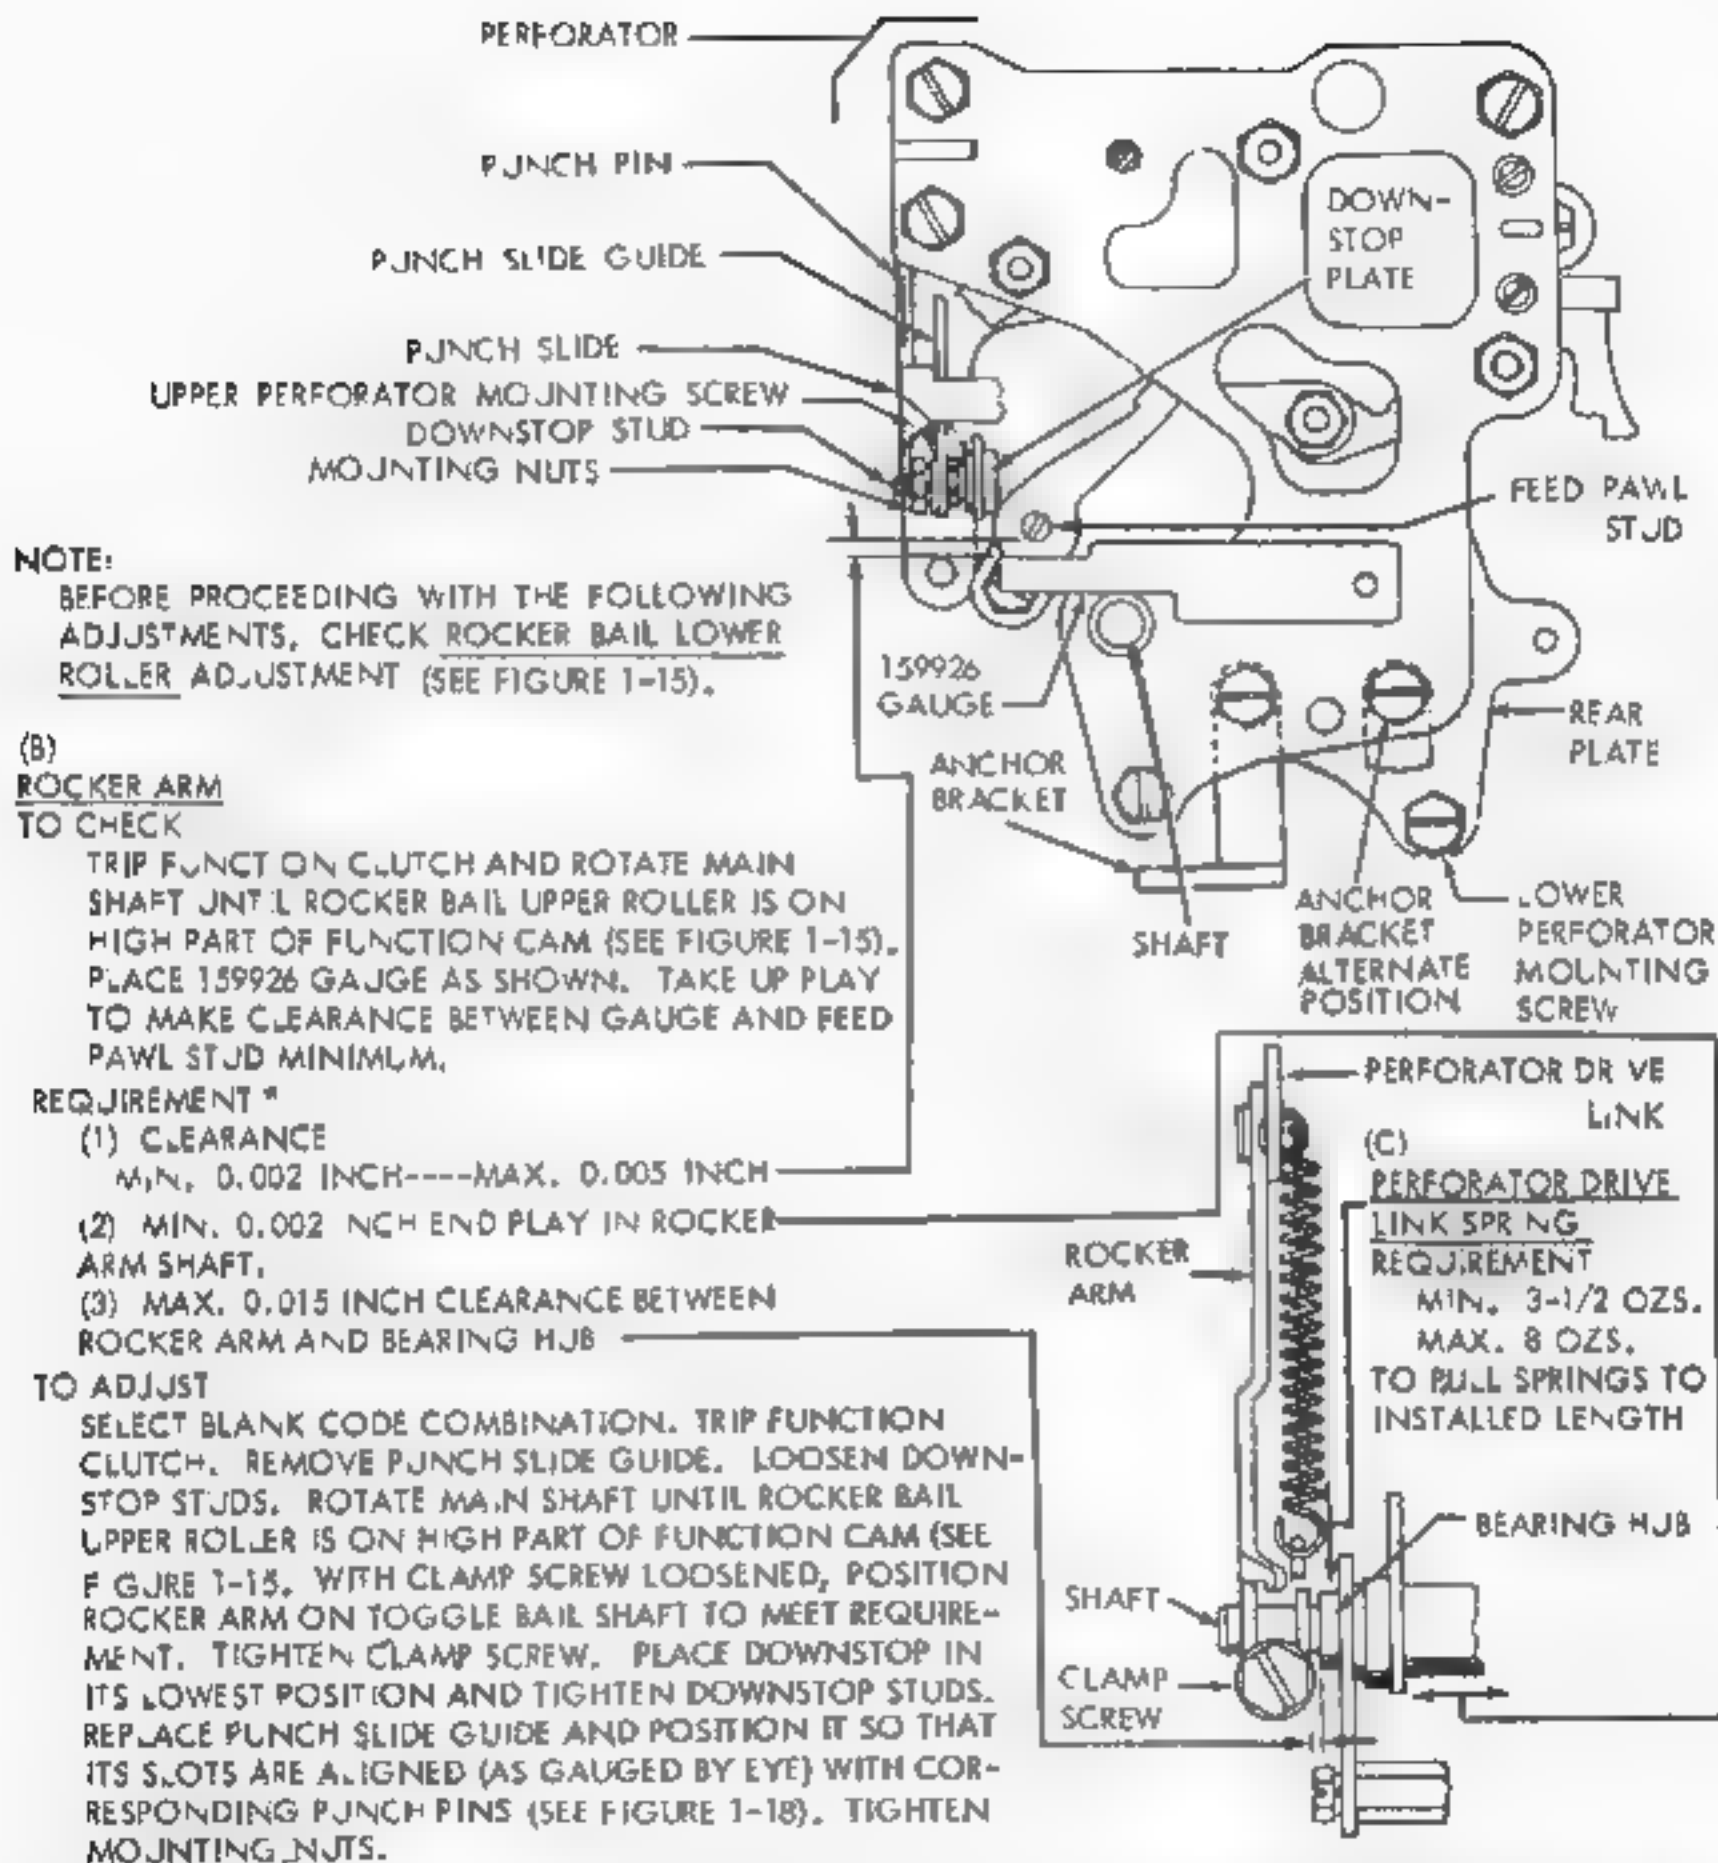 PERFORATOR
PUNCH PIN
PUNCH SLIDE GUIDE
PUNCH SLIDE
UPPER PERFORATOR MOUNTING SCREW
DOWNSTOP STUD
MOUNTING NUTS
DOWN-
STOP
PLATE
FEED PAWL
STUD
NOTE:
BEFORE PROCEEDING WITH THE FOLLOWING
ADJUSTMENTS, CHECK ROCKER BAIL LOWER
ROLLER ADJUSTMENT (SEE FIGURE 1-15).
159926
GAUGE
ANCHOR
BRACKET
REAR
PLATE
SHAFT
ANCHOR
BRACKET
ALTERNATE
POSITION
LOWER
PERFORATOR
MOUNTING
SCREW
(B)
ROCKER ARM
TO CHECK
TRIP FUNCTION CLUTCH AND ROTATE MAIN
SHAFT UNTIL ROCKER BAIL UPPER ROLLER IS ON
HIGH PART OF FUNCTION CAM (SEE FIGURE 1-15).
PLACE 159926 GAUGE AS SHOWN. TAKE UP PLAY
TO MAKE CLEARANCE BETWEEN GAUGE AND FEED
PAWL STUD MINIMUM.
REQUIREMENT *
(1) CLEARANCE
MIN. 0.002 INCH----MAX. 0.005 INCH
(2) MIN. 0.002 INCH END PLAY IN ROCKER
ARM SHAFT.
(3) MAX. 0.015 INCH CLEARANCE BETWEEN
ROCKER ARM AND BEARING HUB
TO ADJUST
SELECT BLANK CODE COMBINATION. TRIP FUNCTION
CLUTCH. REMOVE PUNCH SLIDE GUIDE. LOOSEN DOWN-
STOP STUDS. ROTATE MAIN SHAFT UNTIL ROCKER BAIL
UPPER ROLLER IS ON HIGH PART OF FUNCTION CAM (SEE
FIGURE 1-15. WITH CLAMP SCREW LOOSENED, POSITION
ROCKER ARM ON TOGGLE BAIL SHAFT TO MEET REQUIRE-
MENT. TIGHTEN CLAMP SCREW. PLACE DOWNSTOP IN
ITS LOWEST POSITION AND TIGHTEN DOWNSTOP STUDS.
REPLACE PUNCH SLIDE GUIDE AND POSITION IT SO THAT
ITS SLOTS ARE ALIGNED (AS GAUGED BY EYE) WITH COR-
RESPONDING PUNCH PINS (SEE FIGURE 1-18). TIGHTEN
MOUNTING NUTS.
PERFORATOR DRIVE
LINK
(C)
PERFORATOR DRIVE
LINK SPRING
REQUIREMENT
MIN. 3-1/2 OZS.
MAX. 8 OZS.
TO PULL SPRINGS TO
INSTALLED LENGTH
ROCKER
ARM
BEARING HUB
SHAFT
CLAMP
SCREW